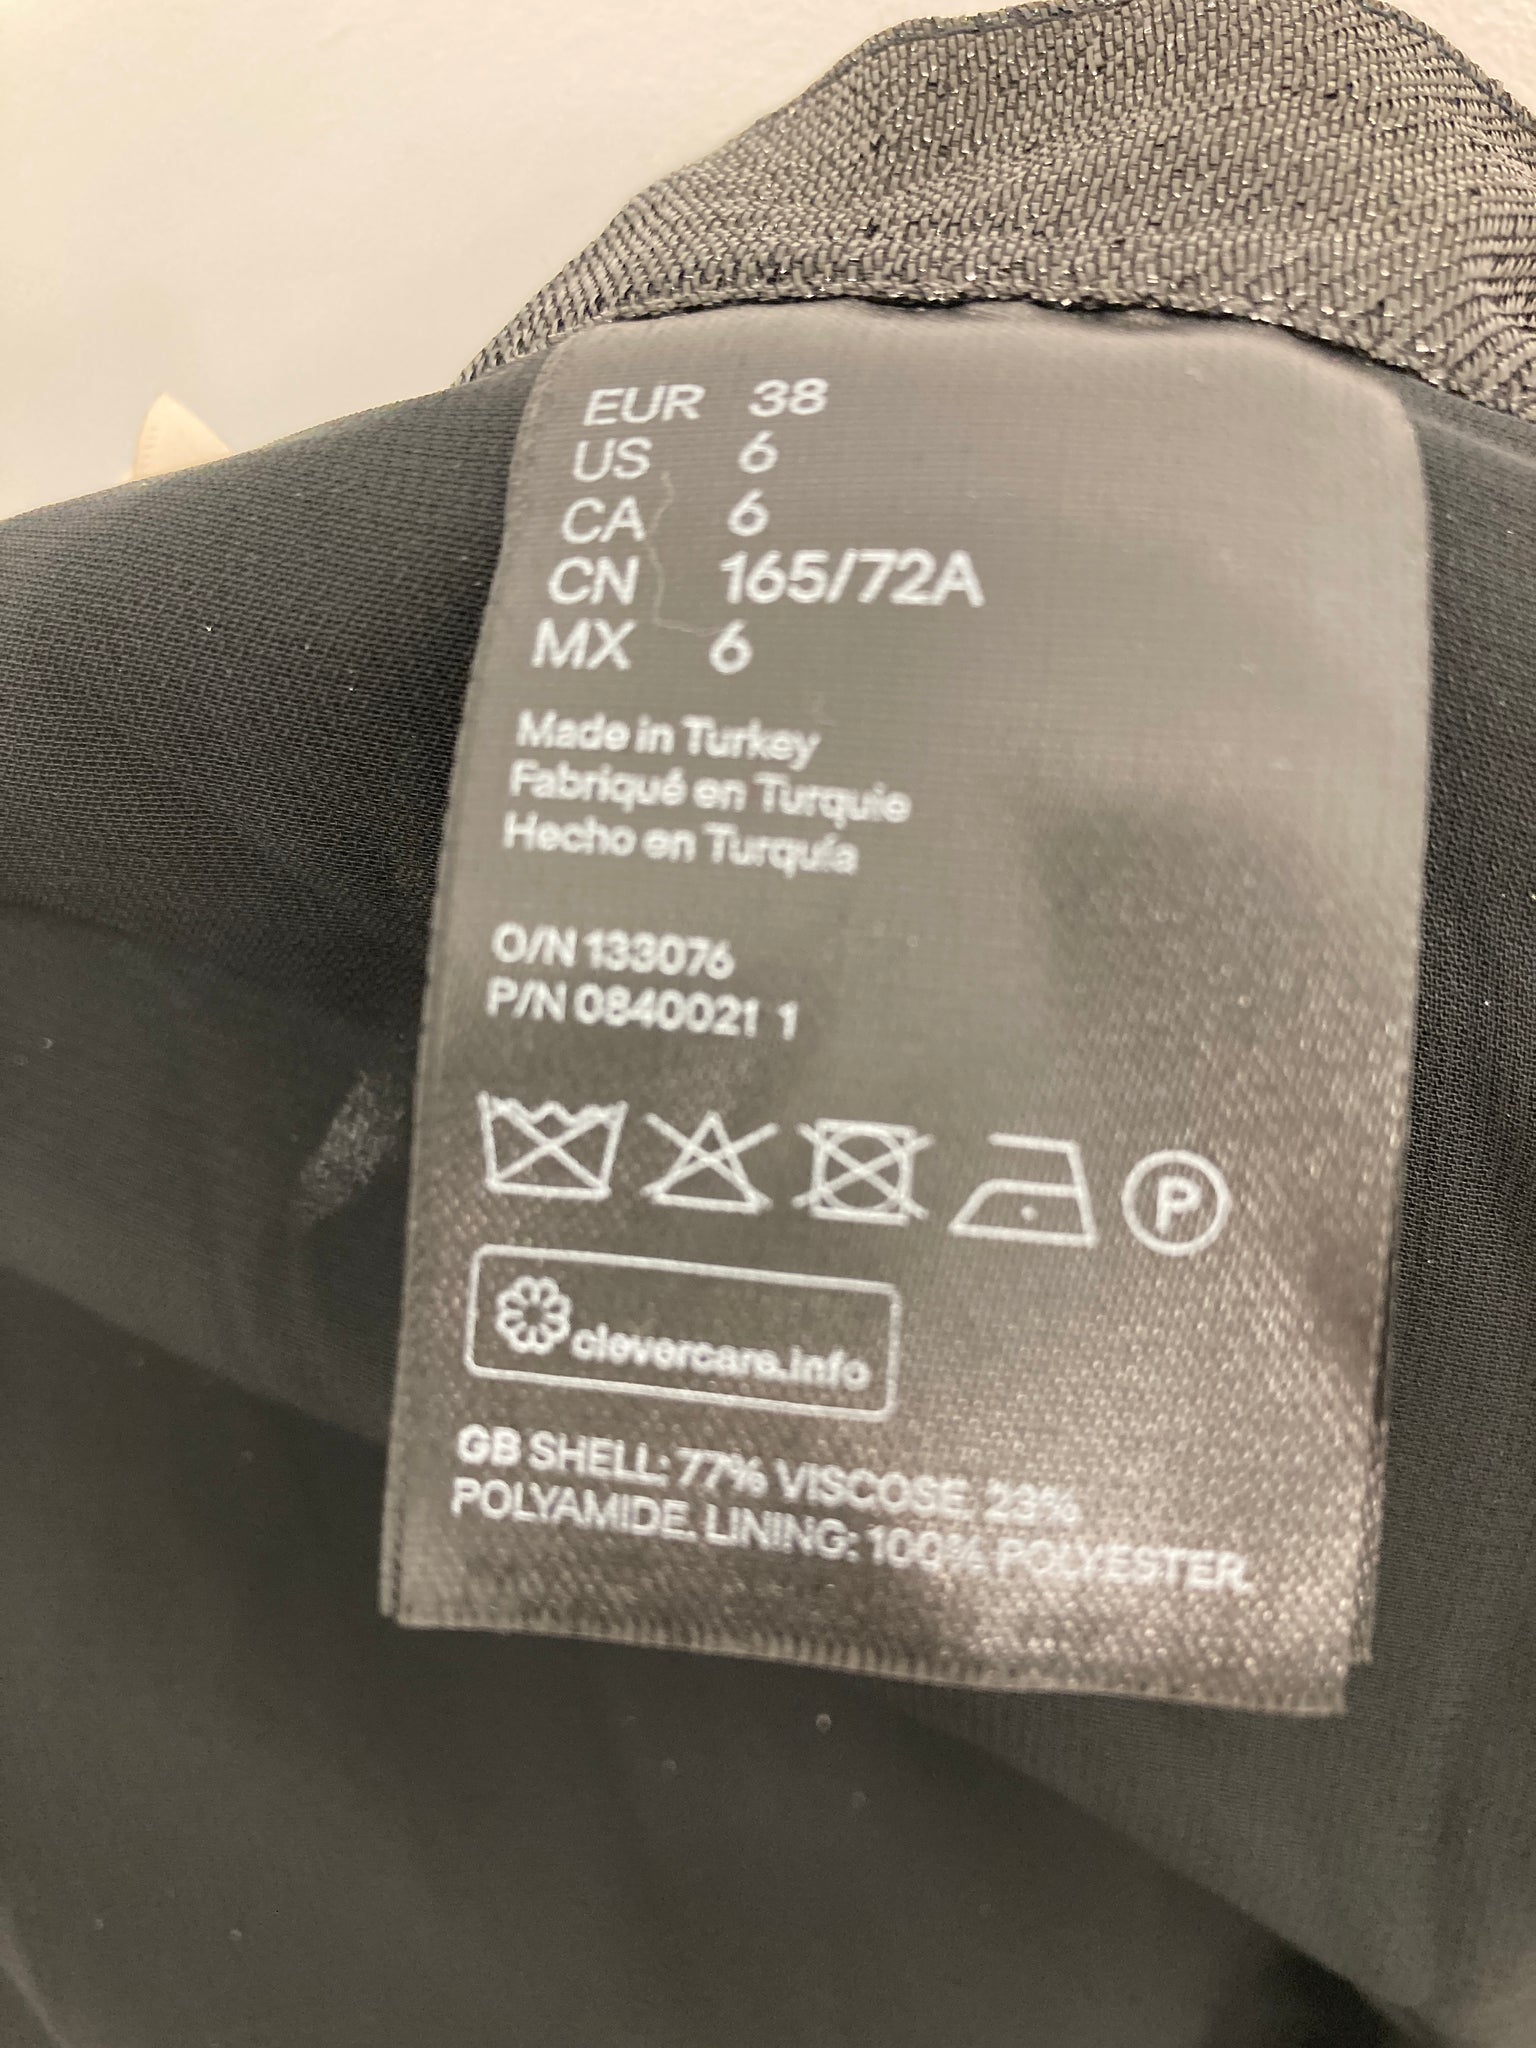 EUR 38
US 6
CA 6
CN 165/72A
MX 6
Made in Turkey
Fabriqué en Turquie
Hecho en Turquía
O/N 133076
P/N 0840021 1
P
clevercare.info
GB SHELL: 77% VISCOSE. 23%
POLYAMIDE. LINING: 100% POLYESTER.